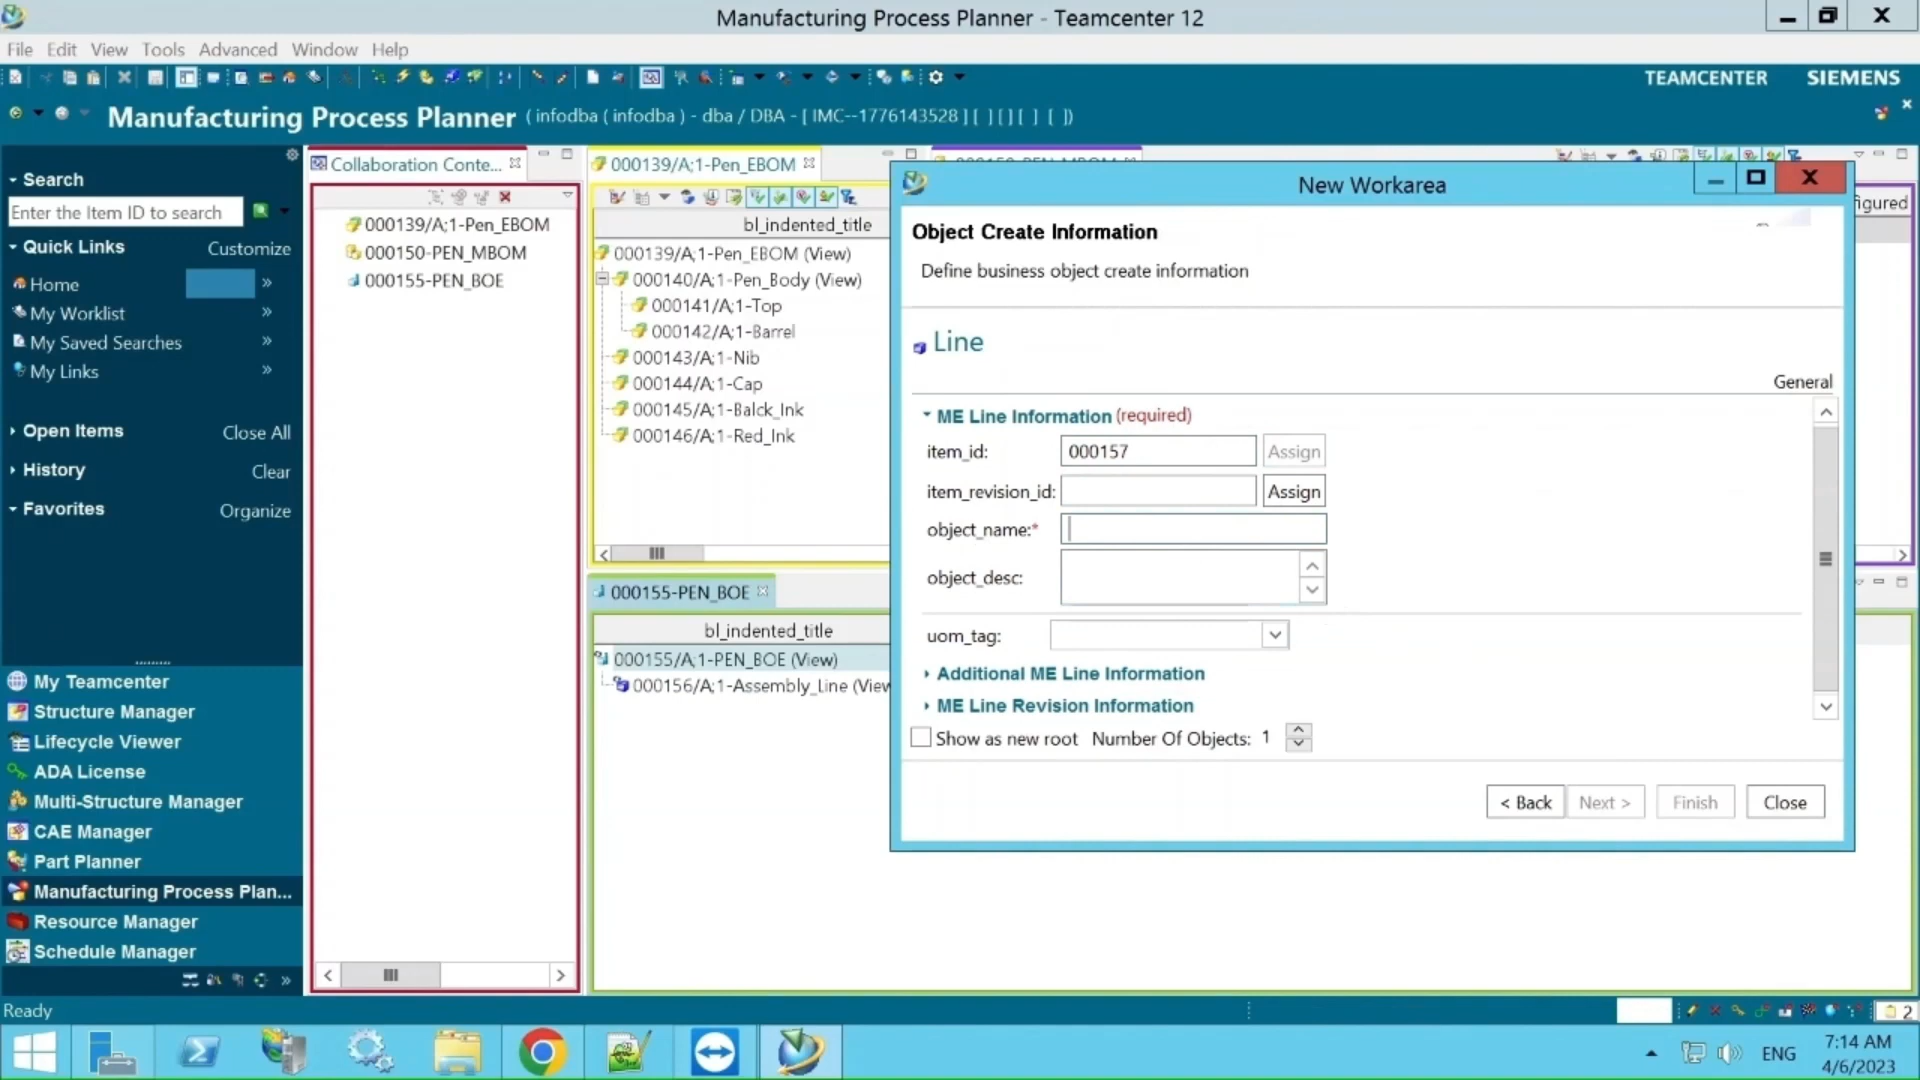 Manufacturing Process Planner - Teamcenter 12
File Edit View Tools Advanced Window Help
TEAMCENTER SIEMENS
Manufacturing Process Planner ( infodba ( infodba ) - dba / DBA - [ IMC--1776143528 ] [ ] [ ] [ ] [ ])
Search
Enter the Item ID to search
Quick Links Customize
Home »
My Worklist »
My Saved Searches »
My Links »
Open Items Close All
History Clear
Favorites Organize
My Teamcenter
Structure Manager
Lifecycle Viewer
ADA License
Multi-Structure Manager
CAE Manager
Part Planner
Manufacturing Process Plan...
Resource Manager
Schedule Manager
»
Collaboration Conte...
000139/A;1-Pen_EBOM
000150-PEN_MBOM
000155-PEN_BOE
000139/A;1-Pen_EBOM
bl_indented_title
000139/A;1-Pen_EBOM (View)
000140/A;1-Pen_Body (View)
000141/A;1-Top
000142/A;1-Barrel
000143/A;1-Nib
000144/A;1-Cap
000145/A;1-Balck_Ink
000146/A;1-Red_Ink
000155-PEN_BOE
bl_indented_title
000155/A;1-PEN_BOE (View)
000156/A;1-Assembly_Line (View
figured
New Workarea
Object Create Information
Define business object create information
Line
General
ME Line Information (required)
item_id: 000157 Assign
item_revision_id: Assign
object_name:*
object_desc:
uom_tag:
Additional ME Line Information
ME Line Revision Information
Show as new root Number Of Objects: 1
< Back Next > Finish Close
Ready
2
ENG
7:14 AM
4/6/2023